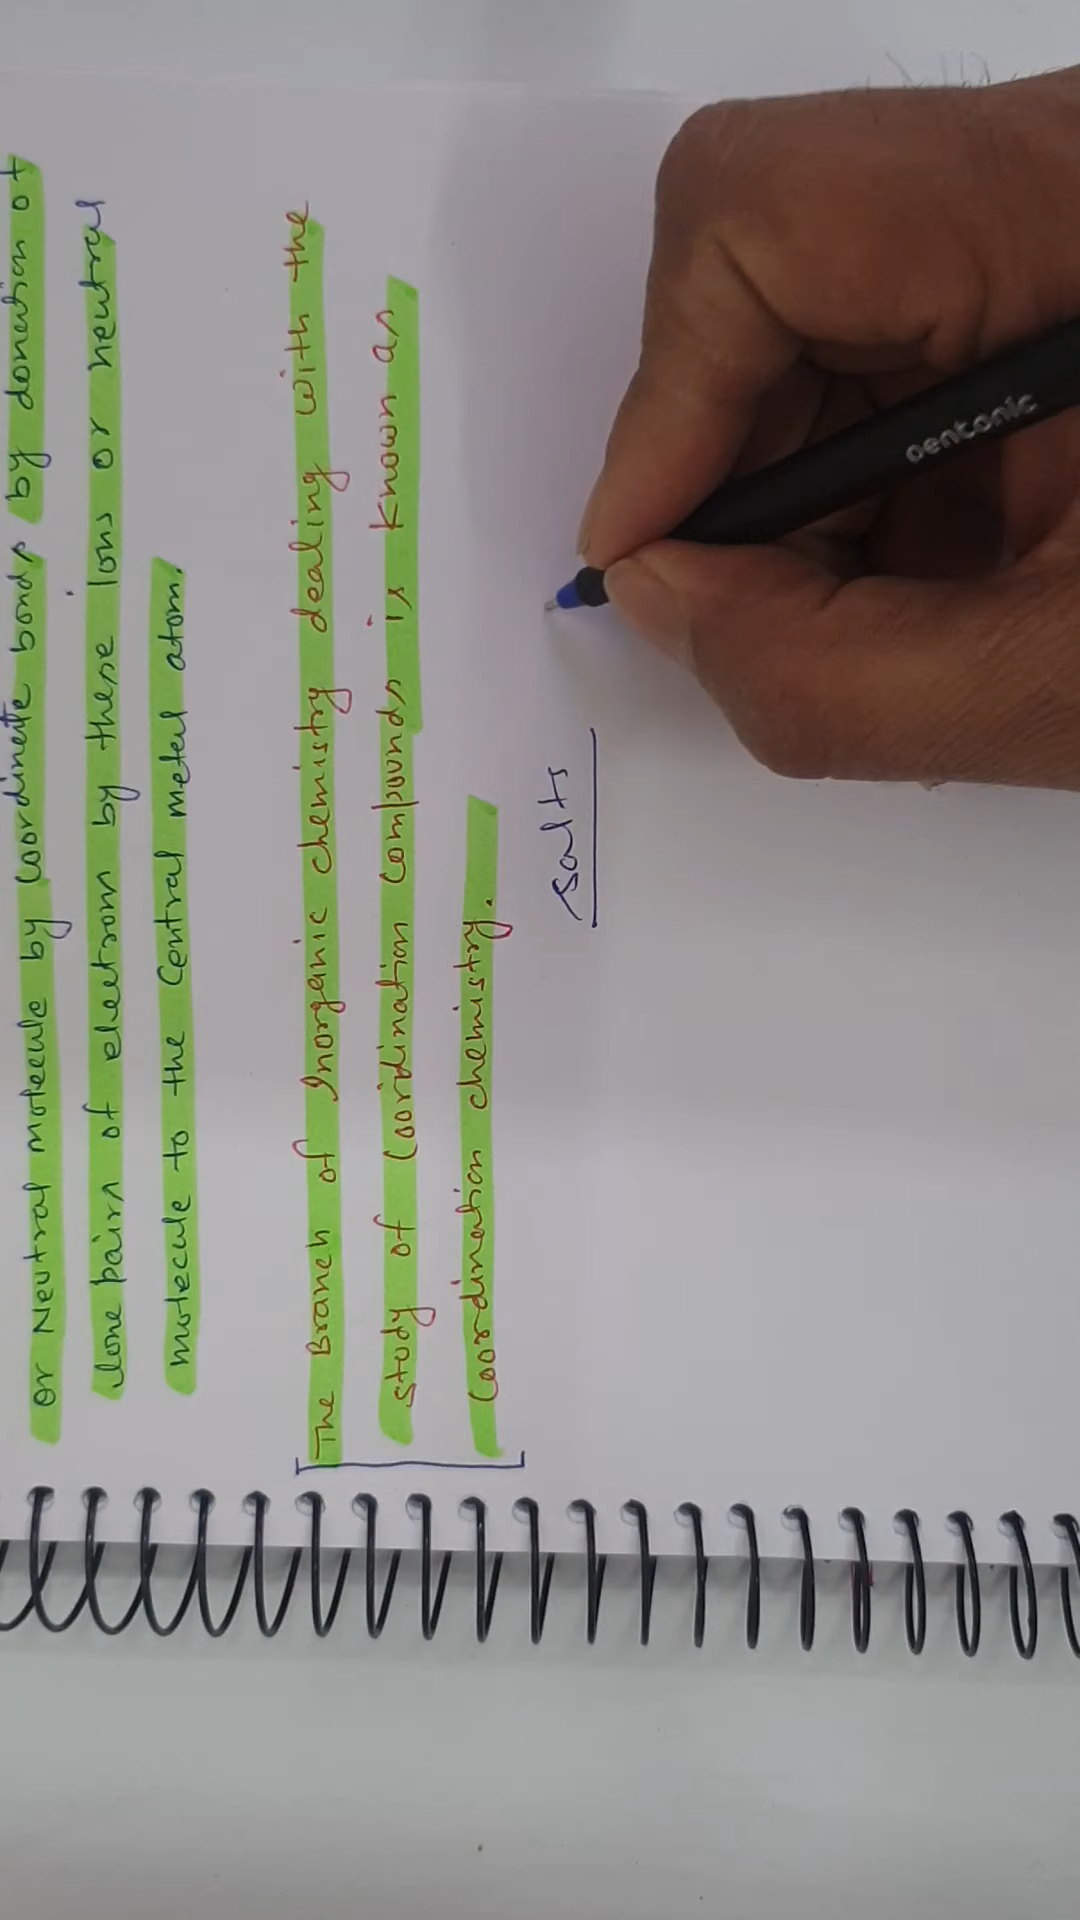 or Neutral molecule by coordinate bonds by donation of
lone pairs of electrons by these ions or neutral
molecule to the Central metal atom.
The Branch of Inorganic chemistry dealing with the
study of Coordination Compounds is known as
Coordination chemistry.
Salts
pentonic